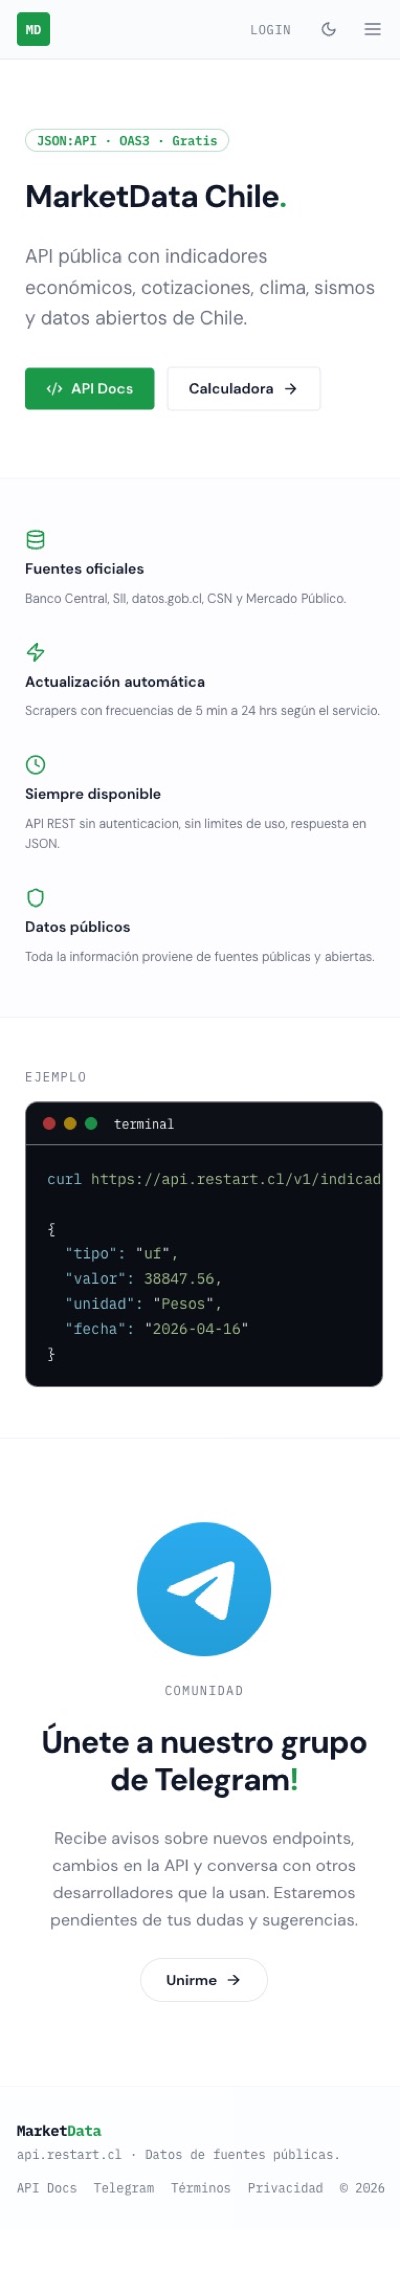 MD
LOGIN
JSON:API · OAS3 · Gratis
MarketData Chile.
API pública con indicadores
económicos, cotizaciones, clima, sismos
y datos abiertos de Chile.
</> API Docs
Calculadora →
Fuentes oficiales
Banco Central, SII, datos.gob.cl, CSN y Mercado Público.
Actualización automática
Scrapers con frecuencias de 5 min a 24 hrs según el servicio.
Siempre disponible
API REST sin autenticacion, sin limites de uso, respuesta en
JSON.
Datos públicos
Toda la información proviene de fuentes públicas y abiertas.
EJEMPLO
terminal
curl https://api.restart.cl/v1/indicad
{
"tipo": "uf",
"valor": 38847.56,
"unidad": "Pesos",
"fecha": "2026-04-16"
}
COMUNIDAD
Únete a nuestro grupo
de Telegram!
Recibe avisos sobre nuevos endpoints,
cambios en la API y conversa con otros
desarrolladores que la usan. Estaremos
pendientes de tus dudas y sugerencias.
Unirme →
MarketData
api.restart.cl · Datos de fuentes públicas.
API Docs Telegram Términos Privacidad © 2026